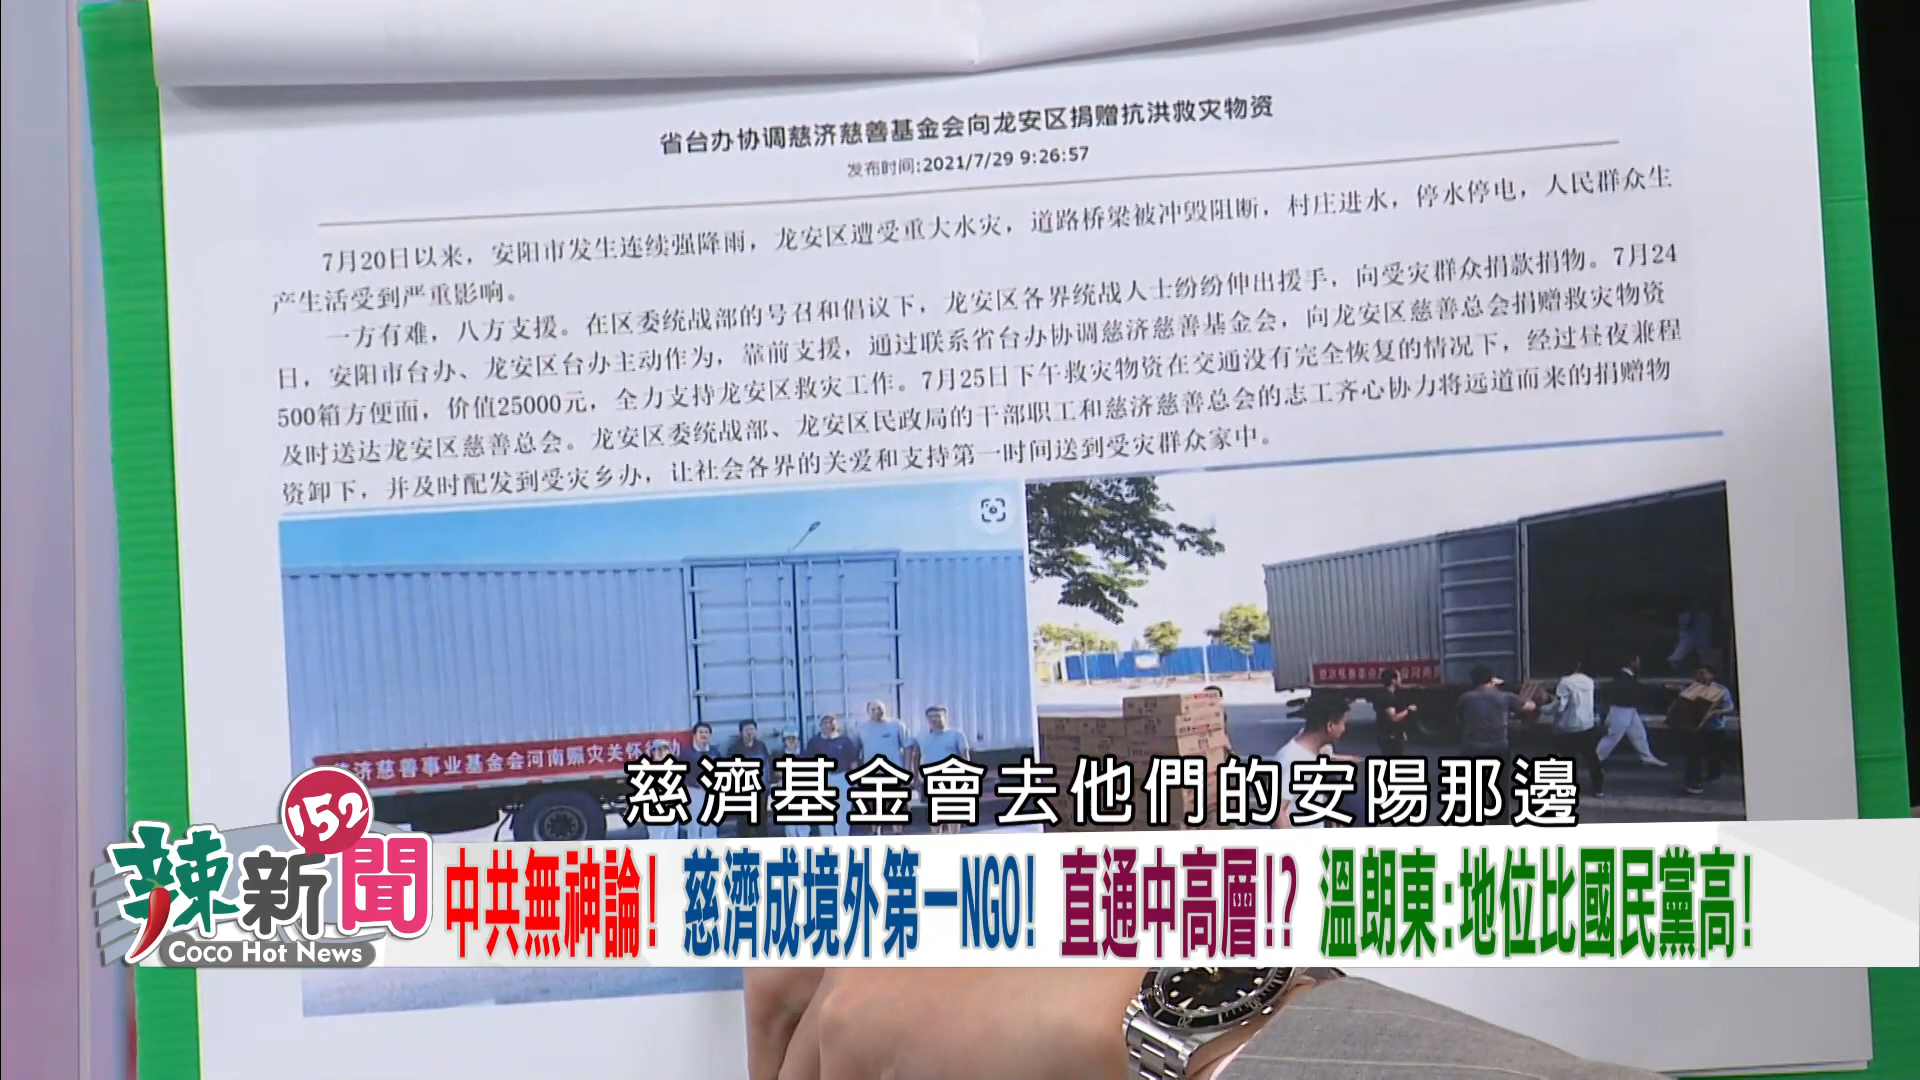 省台办协调慈济慈善基金会向龙安区捐赠抗洪救灾物资
发布时间:2021/7/29 9:26:57
7月20日以来，安阳市发生连续强降雨，龙安区遭受重大水灾，道路桥梁被冲毁阻断，村庄进水，停水停电，人民群众生
产生活受到严重影响。
一方有难，八方支援。在区委统战部的号召和倡议下，龙安区各界统战人士纷纷伸出援手，向受灾群众捐款捐物。7月24
日，安阳市台办、龙安区台办主动作为，靠前支援，通过联系省台办协调慈济慈善基金会，向龙安区慈善总会捐赠救灾物资
500箱方便面，价值25000元，全力支持龙安区救灾工作。7月25日下午救灾物资在交通没有完全恢复的情况下，经过昼夜兼程
及时送达龙安区慈善总会。龙安区委统战部、龙安区民政局的干部职工和慈济慈善总会的志工齐心协力将远道而来的捐赠物
资卸下，并及时配发到受灾乡办，让社会各界的关爱和支持第一时间送到受灾群众家中。
慈济慈善事业基金会河南赈灾关怀行动
慈濟基金會去他們的安陽那邊
152
辣新聞
Coco Hot News
中共無神論! 慈濟成境外第一NGO! 直通中高層!? 溫朗東:地位比國民黨高!